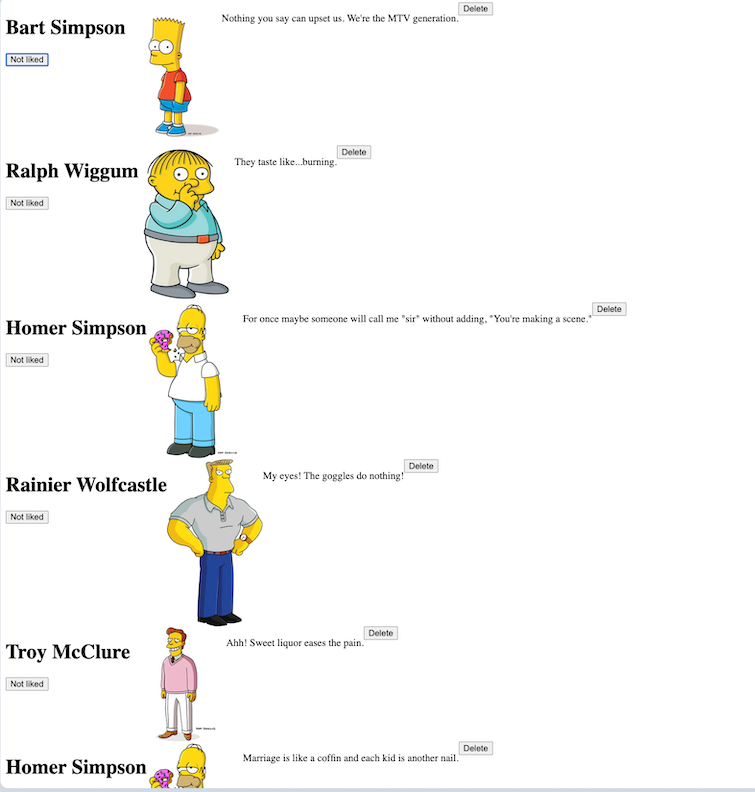 Bart Simpson
Not liked
Nothing you say can upset us. We're the MTV generation.
Delete
Ralph Wiggum
Not liked
They taste like...burning.
Delete
Homer Simpson
Not liked
For once maybe someone will call me "sir" without adding, "You're making a scene."
Delete
Rainier Wolfcastle
Not liked
My eyes! The goggles do nothing!
Delete
Troy McClure
Not liked
Ahh! Sweet liquor eases the pain.
Delete
Homer Simpson
Marriage is like a coffin and each kid is another nail.
Delete